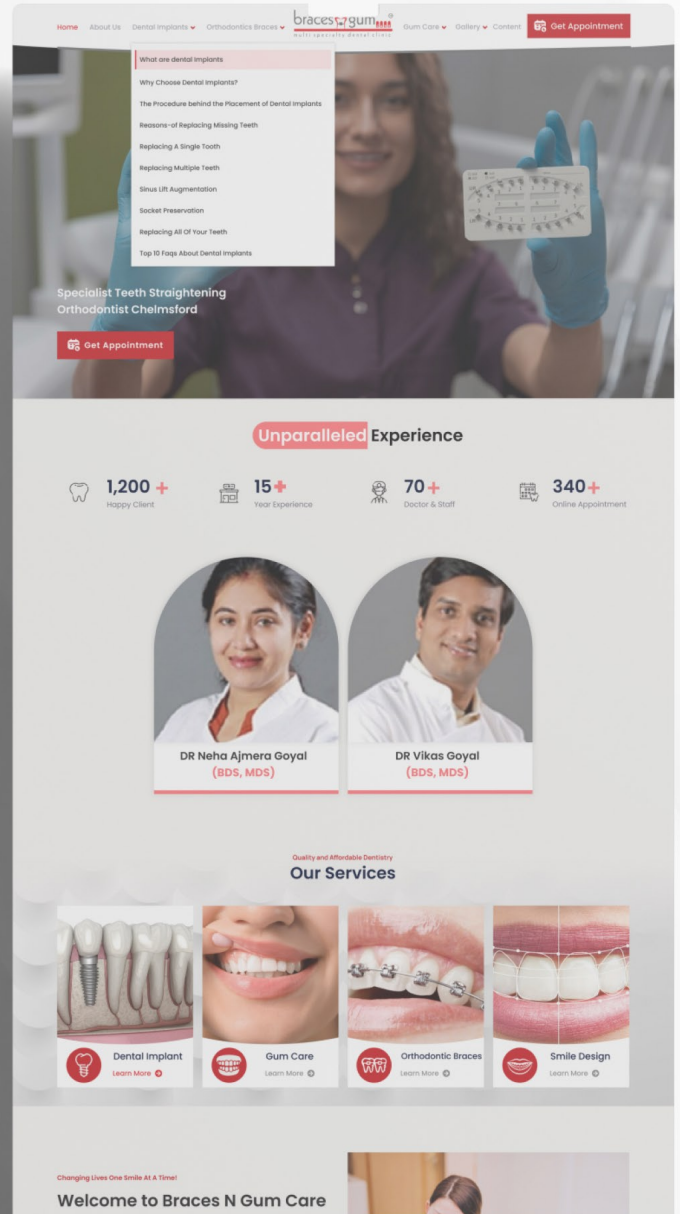 Home About Us Dental Implants Orthodontics Braces braces n gum ® Gum Care Gallery Content Get Appointment
multi specialty dental clinic
What are dental Implants
Why Choose Dental Implants?
The Procedure behind the Placement of Dental Implants
Reasons-of Replacing Missing Teeth
Replacing A Single Tooth
Replacing Multiple Teeth
Sinus Lift Augmentation
Socket Preservation
Replacing All Of Your Teeth
Top 10 Faqs About Dental Implants
Specialist Teeth Straightening
Orthodontist Chelmsford
Get Appointment
Unparalleled Experience
1,200 + 15+ 70+ 340+
Happy Client Year Experience Doctor & Staff Online Appointment
DR Neha Ajmera Goyal DR Vikas Goyal
(BDS, MDS) (BDS, MDS)
Quality and Affordable Dentistry
Our Services
Dental Implant Gum Care Orthodontic Braces Smile Design
Learn More Learn More Learn More Learn More
Changing Lives One Smile At A Time!
Welcome to Braces N Gum Care